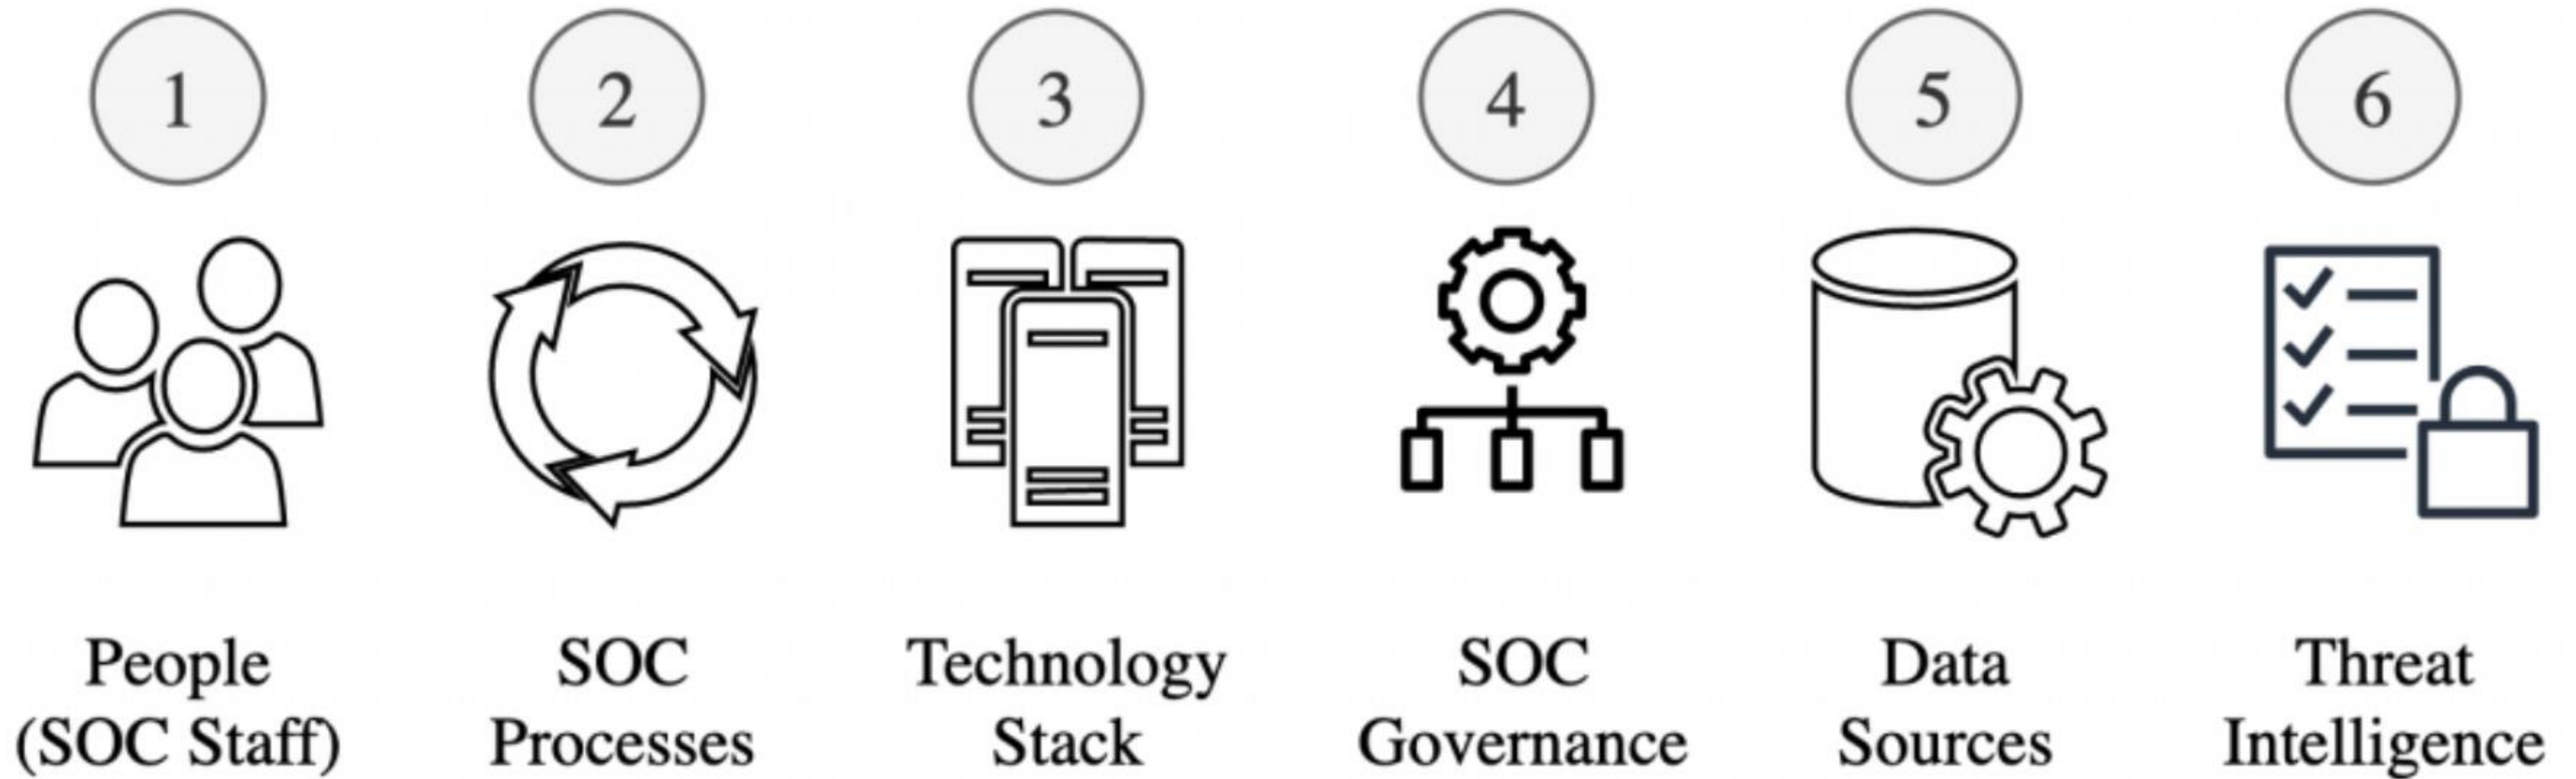 1
2
3
4
5
6
People
(SOC Staff)
SOC
Processes
Technology
Stack
SOC
Governance
Data
Sources
Threat
Intelligence